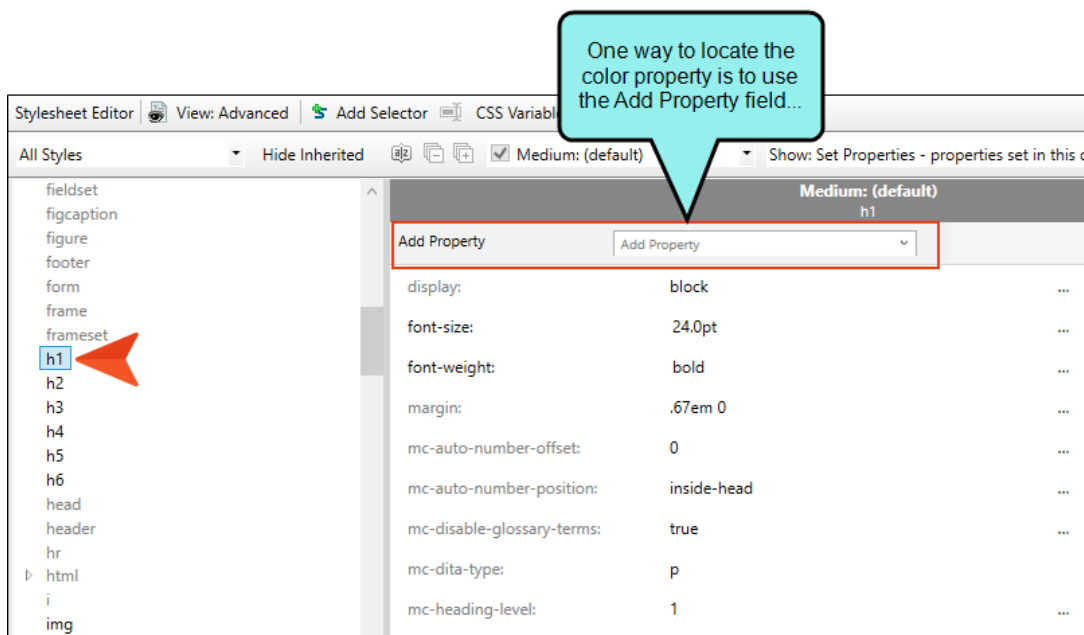 One way to locate the
color property is to use
the Add Property field...
Stylesheet Editor View: Advanced Add Selector CSS
All Styles Hide Inherited Medium: (default) Show: Set Properties - properties set in this
Medium: (default)
h1
Add Property Add Property
fieldset
figcaption
figure
footer
form
frame
frameset
h1
h2
h3
h4
h5
h6
head
header
hr
html
i
img
display: block ...
font-size: 24.0pt ...
font-weight: bold ...
margin: .67em 0 ...
mc-auto-number-offset: 0 ...
mc-auto-number-position: inside-head ...
mc-disable-glossary-terms: true ...
mc-dita-type: p
mc-heading-level: 1 ...